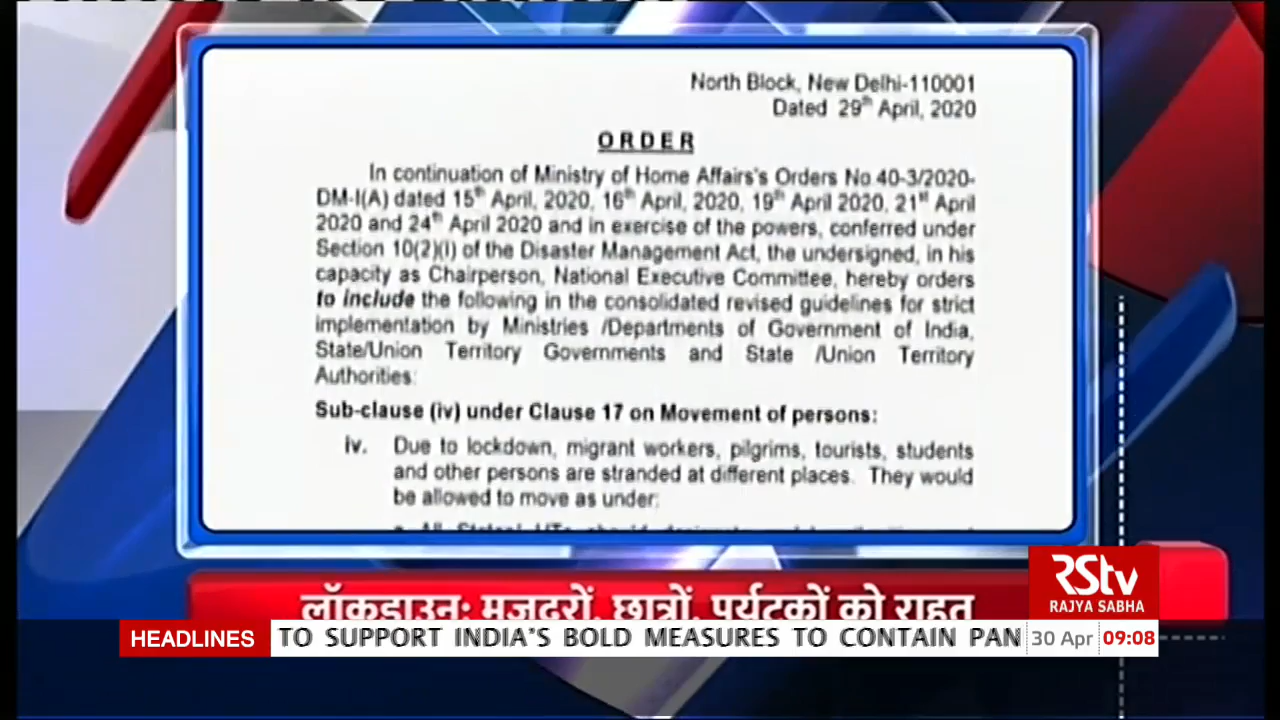 North Block, New Delhi-110001
Dated 29th April, 2020
ORDER
In continuation of Ministry of Home Affairs's Orders No.40-3/2020-
DM-I(A) dated 15th April, 2020, 16th April, 2020, 19th April 2020, 21st April
2020 and 24th April 2020 and in exercise of the powers, conferred under
Section 10(2)(l) of the Disaster Management Act, the undersigned, in his
capacity as Chairperson, National Executive Committee, hereby orders
to include the following in the consolidated revised guidelines for strict
implementation by Ministries /Departments of Government of India,
State/Union Territory Governments and State /Union Territory
Authorities:
Sub-clause (iv) under Clause 17 on Movement of persons:
iv. Due to lockdown, migrant workers, pilgrims, tourists, students
and other persons are stranded at different places. They would
be allowed to move as under:
RSTV
RAJYA SABHA
लॉकडाउन: मजदूरों, छात्रों, पर्यटकों को राहत
HEADLINES TO SUPPORT INDIA'S BOLD MEASURES TO CONTAIN PAN 30 Apr 09:08